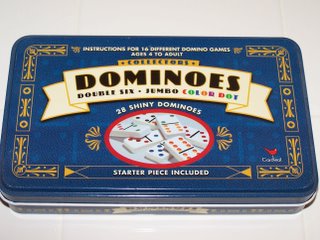 INSTRUCTIONS FOR 16 DIFFERENT DOMINO GAMES
AGES 4 TO ADULT
COLLECTORS
DOMINOES
DOUBLE SIX • JUMBO COLOR DOT
28 SHINY DOMINOES
Cardinal
STARTER PIECE INCLUDED